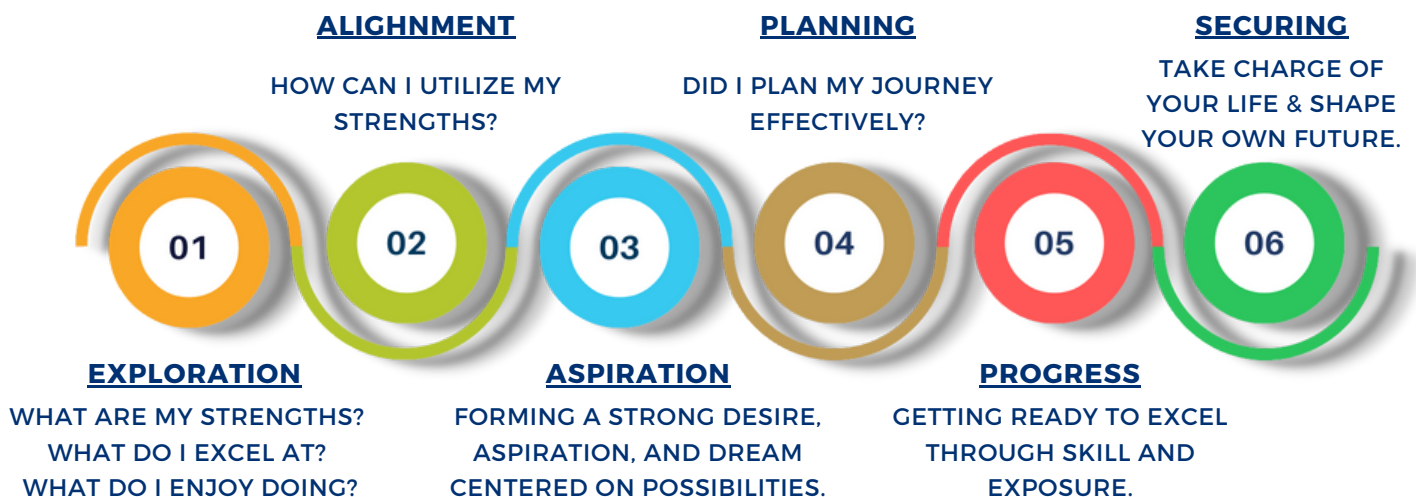 ALIGHNMENT
HOW CAN I UTILIZE MY
STRENGTHS?
PLANNING
DID I PLAN MY JOURNEY
EFFECTIVELY?
SECURING
TAKE CHARGE OF
YOUR LIFE & SHAPE
YOUR OWN FUTURE.
01
02
03
04
05
06
EXPLORATION
WHAT ARE MY STRENGTHS?
WHAT DO I EXCEL AT?
WHAT DO I ENJOY DOING?
ASPIRATION
FORMING A STRONG DESIRE,
ASPIRATION, AND DREAM
CENTERED ON POSSIBILITIES.
PROGRESS
GETTING READY TO EXCEL
THROUGH SKILL AND
EXPOSURE.